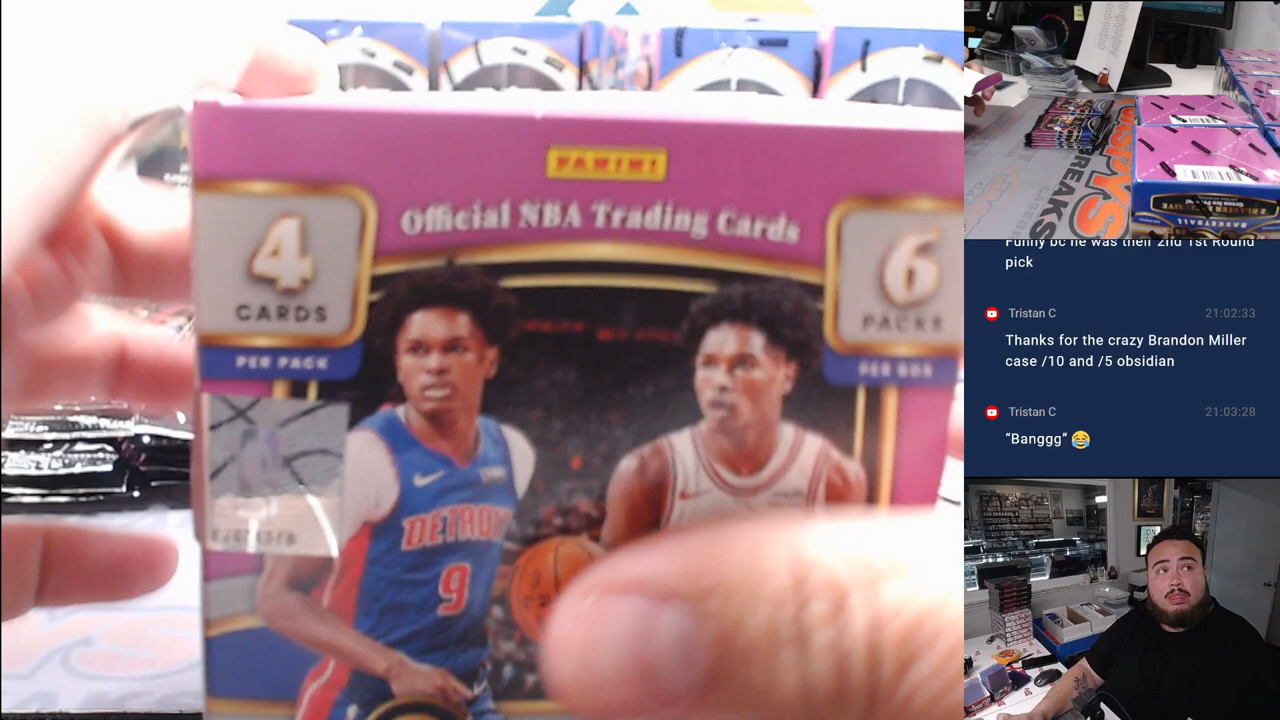 PANINI
Official NBA Trading Cards
4
CARDS
PER PACK
6
PACKS
PER BOX
DETROIT
9
BREAKS
BASKETBALL
Funny bc he was their 2nd 1st Round
pick
Tristan C 21:02:33
Thanks for the crazy Brandon Miller
case /10 and /5 obsidian
Tristan C 21:03:28
“Banggg” 😂